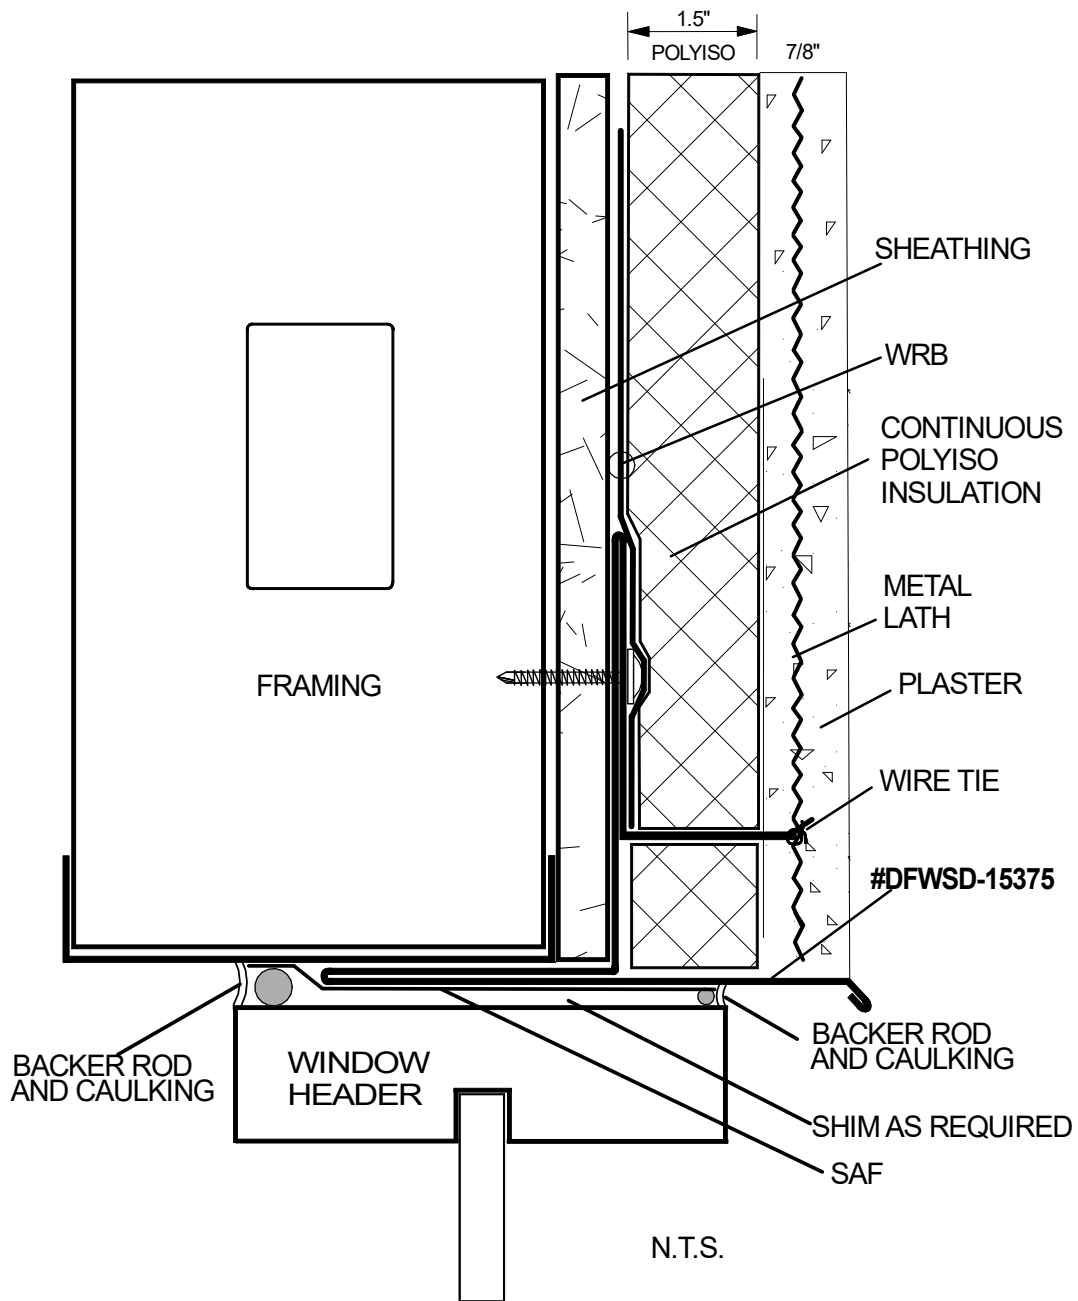 1.5"
POLYISO
7/8"
SHEATHING
WRB
CONTINUOUS
POLYISO
INSULATION
METAL
LATH
FRAMING
PLASTER
WIRE TIE
#DFWSD-15375
BACKER ROD
AND CAULKING
WINDOW
HEADER
BACKER ROD
AND CAULKING
SHIM AS REQUIRED
SAF
N.T.S.